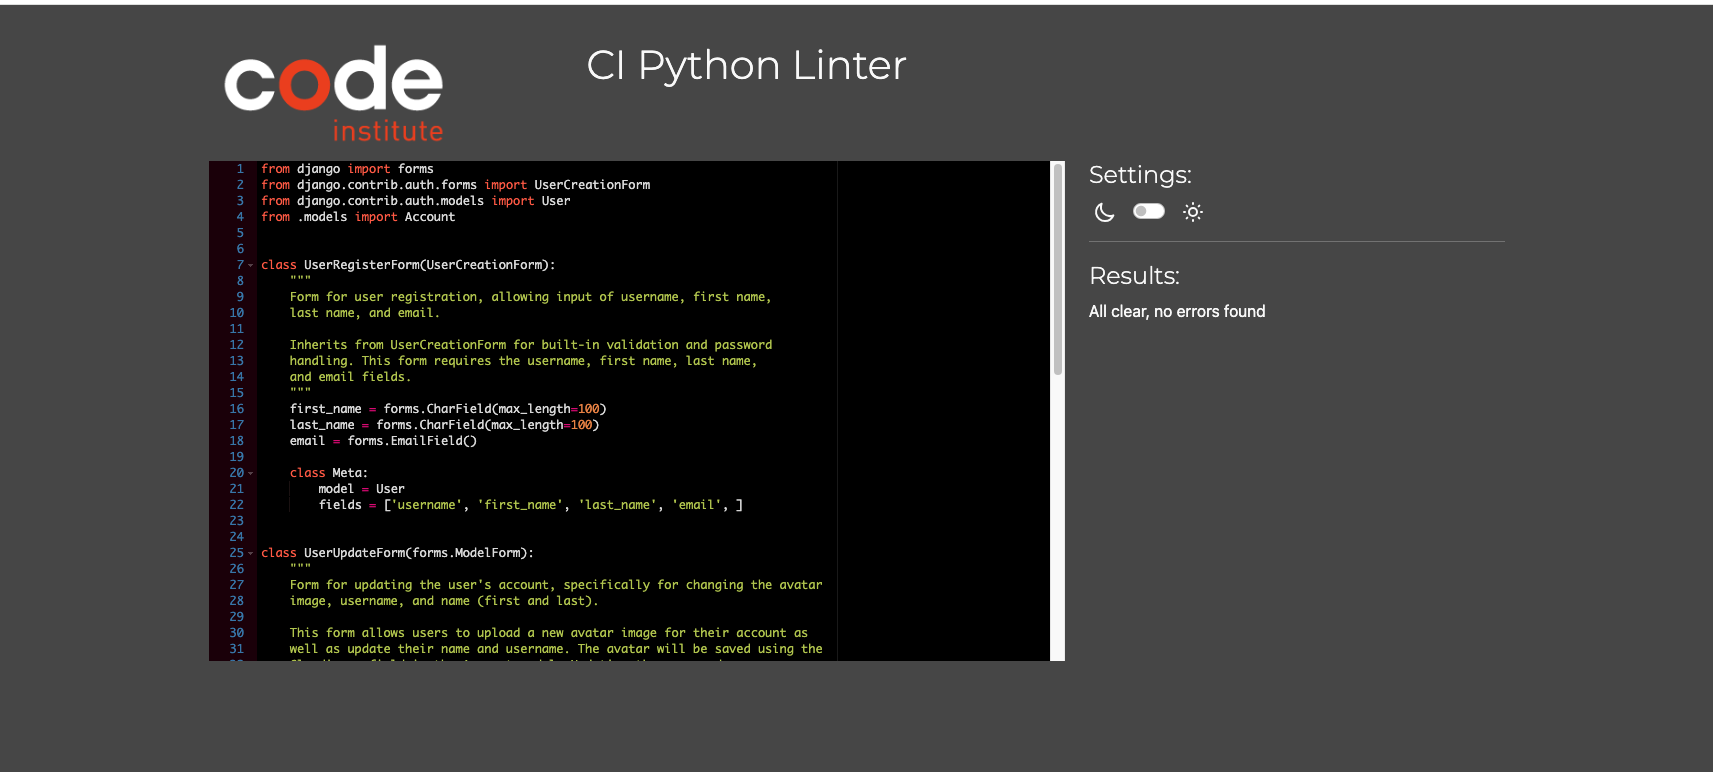 code
institute
CI Python Linter
1 from django import forms
2 from django.contrib.auth.forms import UserCreationForm
3 from django.contrib.auth.models import User
4 from .models import Account
5
6
7 class UserRegisterForm(UserCreationForm):
8     """
9     Form for user registration, allowing input of username, first name,
10     last name, and email.
11
12     Inherits from UserCreationForm for built-in validation and password
13     handling. This form requires the username, first name, last name,
14     and email fields.
15     """
16     first_name = forms.CharField(max_length=100)
17     last_name = forms.CharField(max_length=100)
18     email = forms.EmailField()
19
20     class Meta:
21         model = User
22         fields = ['username', 'first_name', 'last_name', 'email', ]
23
24
25 class UserUpdateForm(forms.ModelForm):
26     """
27     Form for updating the user's account, specifically for changing the avatar
28     image, username, and name (first and last).
29
30     This form allows users to upload a new avatar image for their account as
31     well as update their name and username. The avatar will be saved using the
Settings:
Results:
All clear, no errors found